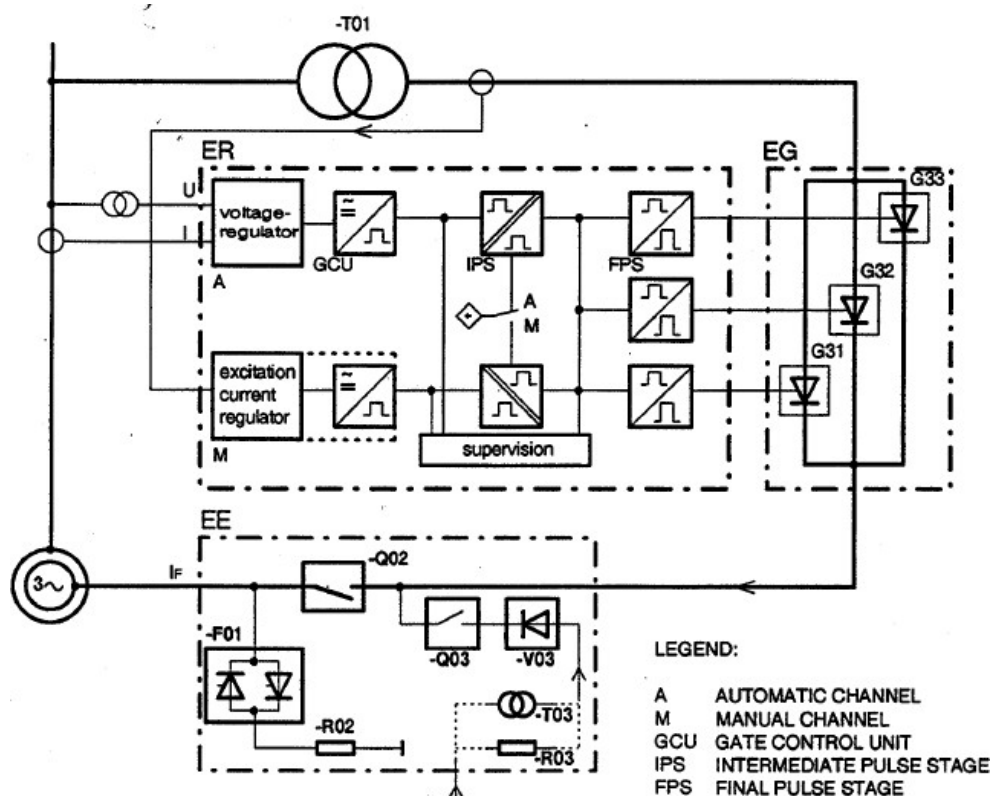 -T01
ER
EG
G33
U
voltage-
regulator
I
GCU
IPS
FPS
A
G32
A
M
G31
excitation
current
regulator
M
supervision
EE
-Q02
IF
3~
-F01
-Q03
-V03
-T03
-R02
-R03
LEGEND:
A AUTOMATIC CHANNEL
M MANUAL CHANNEL
GCU GATE CONTROL UNIT
IPS INTERMEDIATE PULSE STAGE
FPS FINAL PULSE STAGE